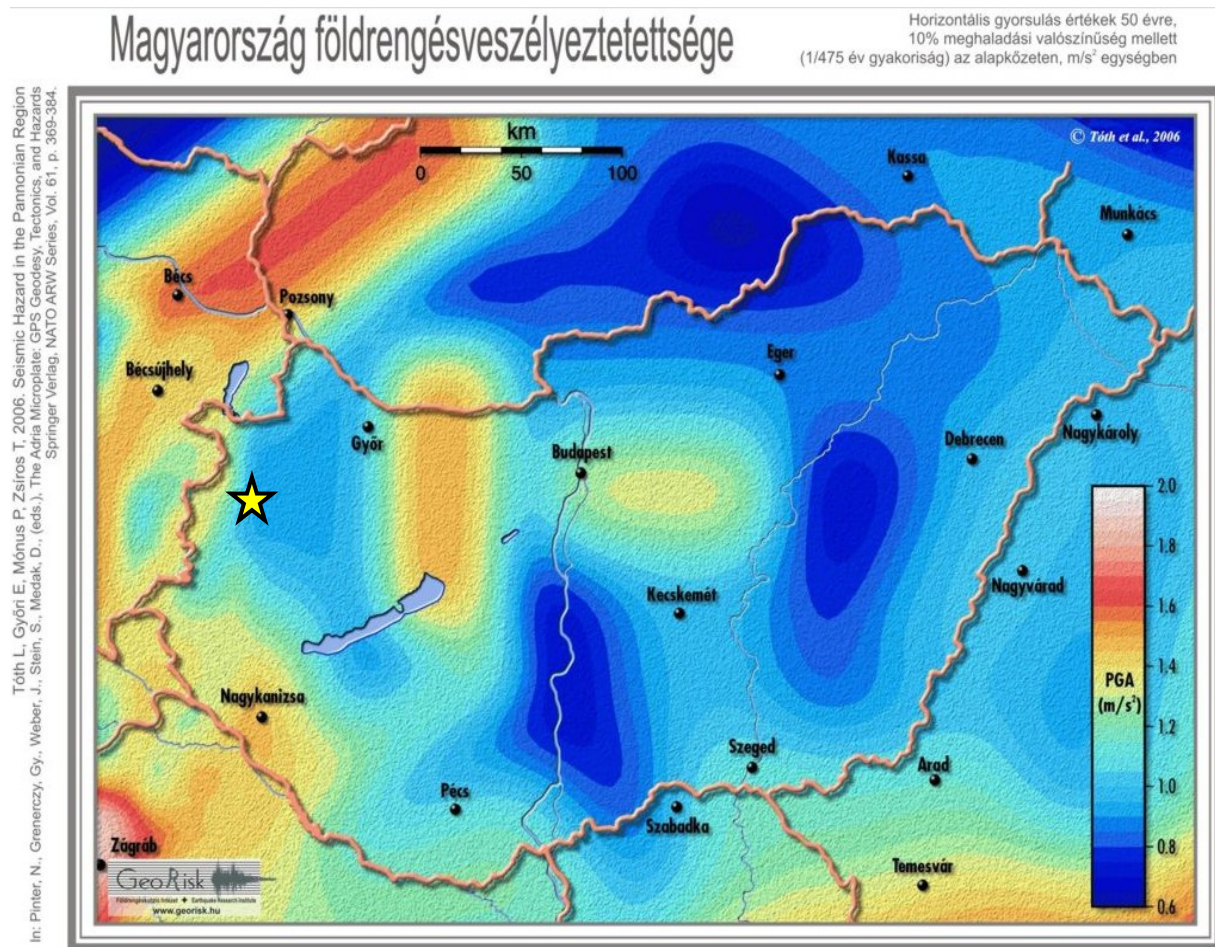 Magyarország földrengésveszélyeztetettsége
Horizontális gyorsulás értékek 50 évre,
10% meghaladási valószínűség mellett
(1/475 év gyakoriság) az alapkőzeten, m/s² egységben
Tóth L, Győri E, Mónus P, Zsíros T, 2006. Seismic Hazard in the Pannonian Region
In: Pinter, N., Grenerczy, Gy., Weber, J., Stein, S., Medak, D., (eds.), The Adria Microplate: GPS Geodesy, Tectonics, and Hazards
Springer Verlag, NATO ARW Series, Vol. 61, p. 369-384.
km
0 50 100
© Tóth et al., 2006
Kassa
Munkács
Bécs
Pozsony
Bécsújhely
Eger
Győr
Nagykároly
Debrecen
Budapest
Nagyvárad
Kecskemét
Nagykanizsa
Szeged
Arad
Pécs
Szabadka
Zágráb
Temesvár
2.0
1.8
1.6
1.4
PGA
(m/s²)
1.2
1.0
0.8
0.6
GeoRisk
Földrengéskutató Intézet ✦ Earthquake Research Institute
www.georisk.hu